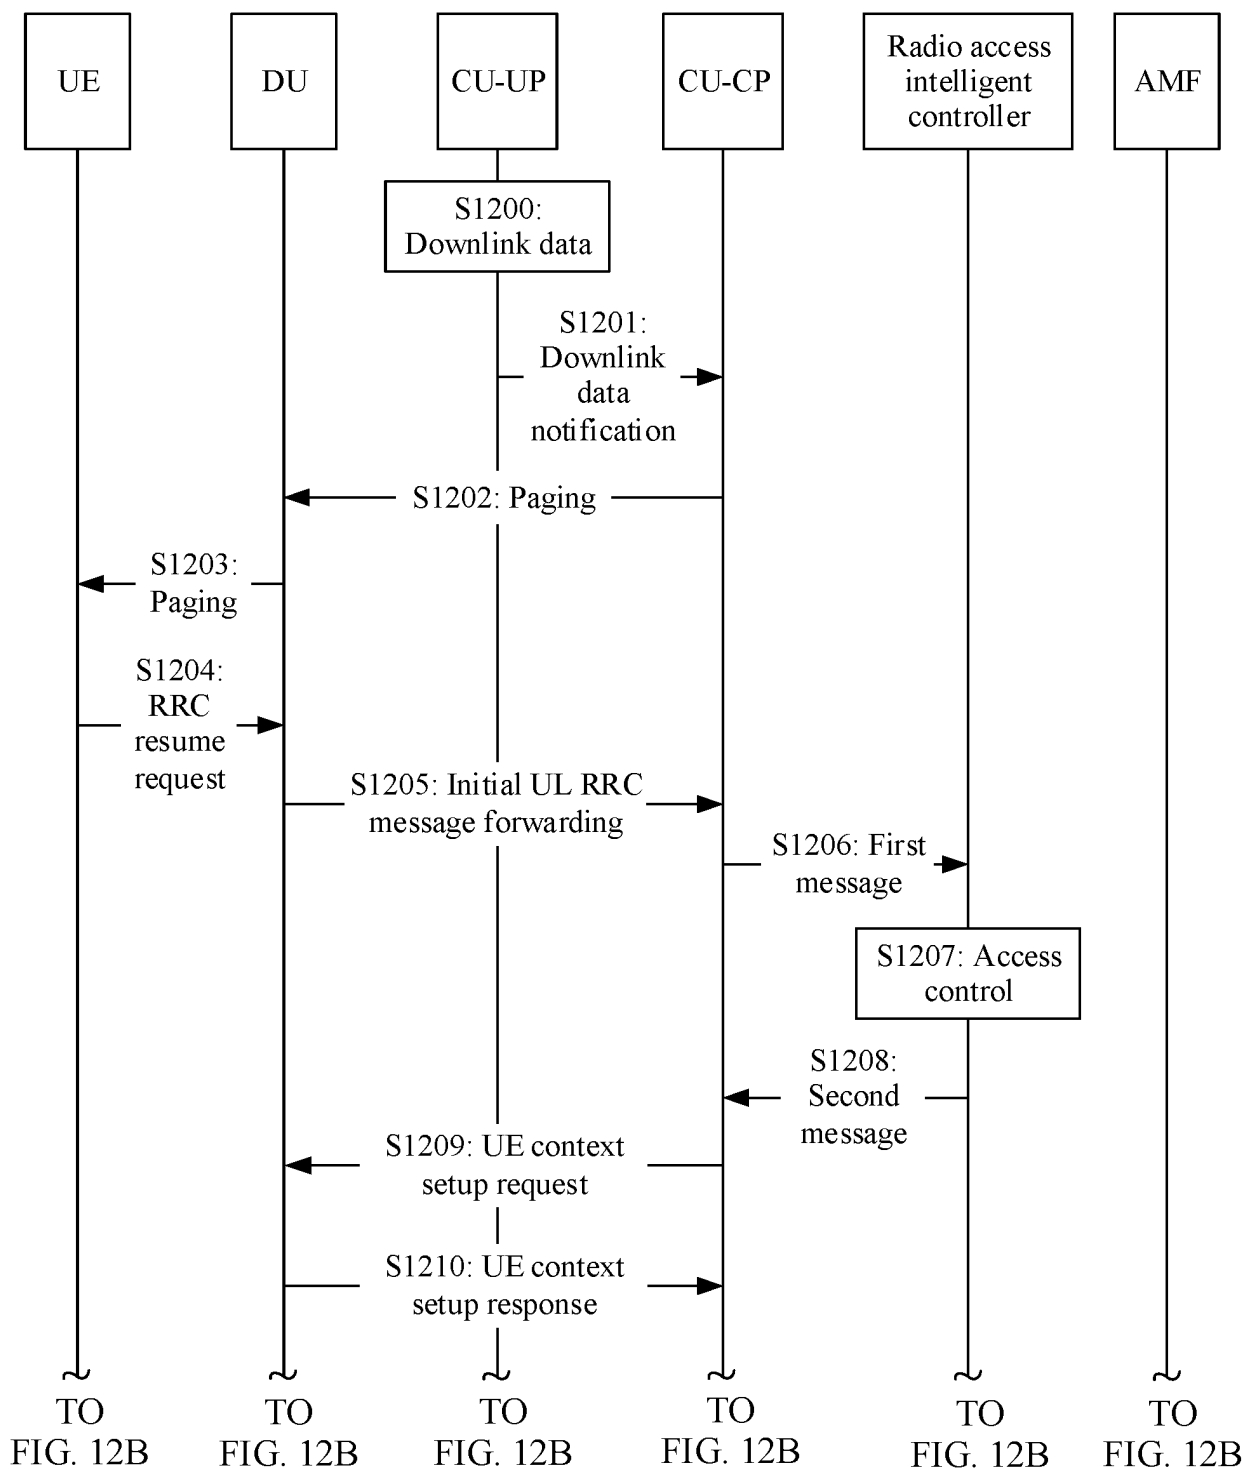 UE
DU
CU-UP
CU-CP
Radio access
intelligent
controller
AMF
S1200:
Downlink data
S1201:
Downlink
data
notification
S1202: Paging
S1203:
Paging
S1204:
RRC
resume
request
S1205: Initial UL RRC
message forwarding
S1206: First
message
S1207: Access
control
S1208:
Second
message
S1209: UE context
setup request
S1210: UE context
setup response
TO
FIG. 12B
TO
FIG. 12B
TO
FIG. 12B
TO
FIG. 12B
TO
FIG. 12B
TO
FIG. 12B